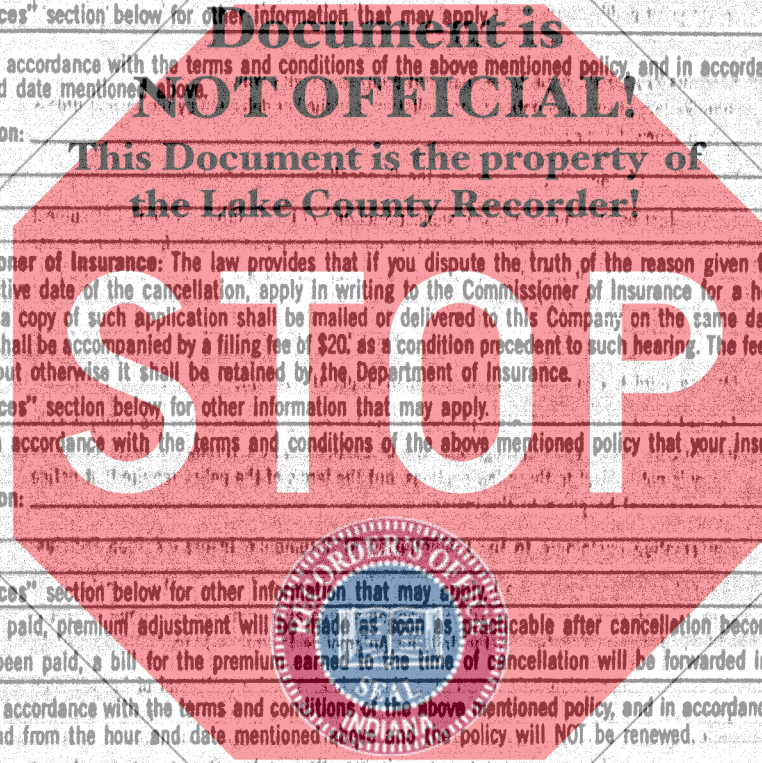 ces" section below for other information that may apply.
Document is
accordance with the terms and conditions of the above mentioned policy, and in accorda
d date mentioned above.
NOT OFFICIAL!
on:
This Document is the property of
the Lake County Recorder!
oner of Insurance: The law provides that if you dispute the truth of the reason given f
tive date of the cancellation, apply in writing to the Commissioner of Insurance for a h
a copy of such application shall be mailed or delivered to this Company on the same da
hall be accompanied by a filing fee of $20. as a condition precedent to such hearing. The fee
out otherwise it shall be retained by the Department of Insurance.
ces" section below for other information that may apply.
accordance with the terms and conditions of the above mentioned policy that your insu
STOP
on:
ces" section below for other information that may apply.
paid, premium adjustment will be made as soon as practicable after cancellation becom
been paid, a bill for the premium earned to the time of cancellation will be forwarded i
accordance with the terms and conditions of the above mentioned policy, and in accordanc
nd from the hour and date mentioned above and the policy will NOT be renewed.
RECORDER'S OFFICE
SEAL
INDIANA